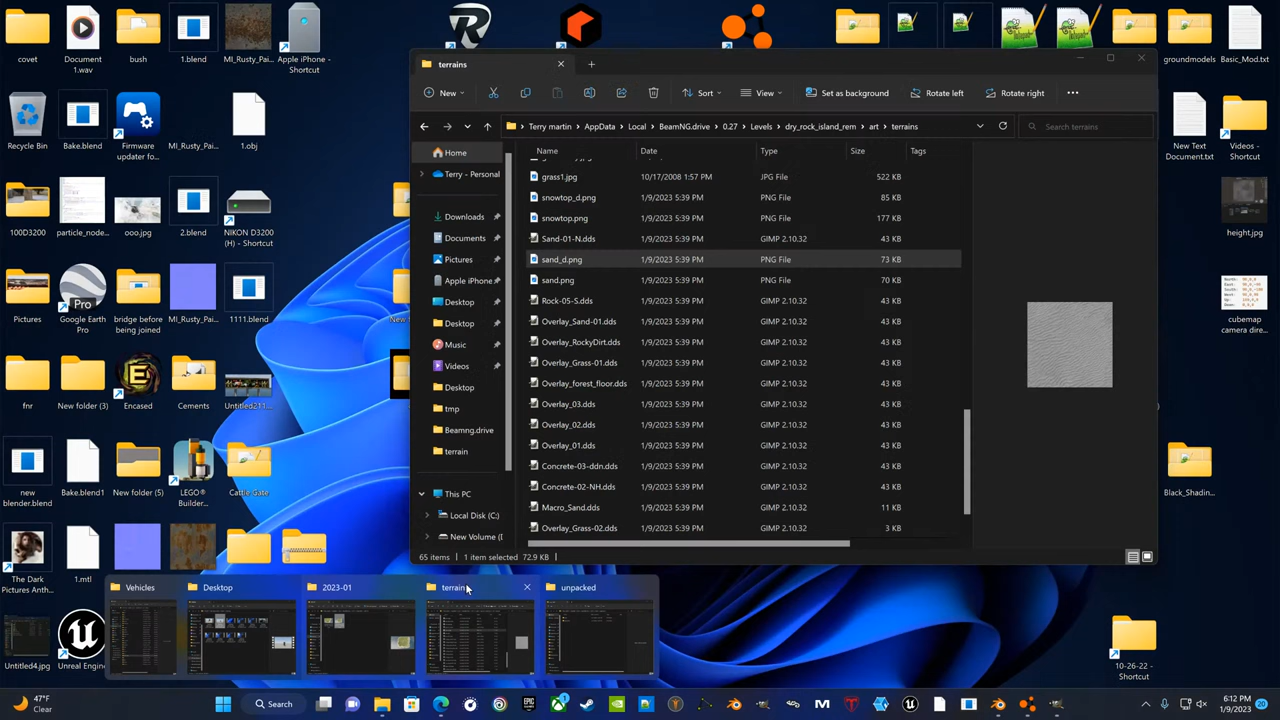 covet
Document 1.wav
bush
1.blend
MI_Rusty_Pai...
Apple iPhone - Shortcut
groundmodels
Basic_Mod.txt
Recycle Bin
Bake.blend
Firmware updater fo...
MI_Rusty_Pai...
1.obj
New Text Document.txt
Videos - Shortcut
100D3200
particle_node...
ooo.jpg
2.blend
NIKON D3200 (H) - Shortcut
height.jpg
Pictures
Google Earth Pro
bridge before being joined
MI_Rusty_Pai...
1111.blend
cubemap camera dire...
fnr
New folder (3)
Encased
Cements
Untitled211...
new blender.blend
Bake.blend1
New folder (5)
LEGO® Builder...
Cattle Gate
Black_Shadin...
The Dark Pictures Anth...
1.mtl
Untitled4.jpg
Unreal Engine
10-26-22 Shortcut
terrains
New
Sort
View
Set as background
Rotate left
Rotate right
Terry martin > AppData > Local > BeamNG.drive > 0.27 > Levels >
art > terrains
Search terrains
Home
Terry - Personal
Downloads
Documents
Pictures
Apple iPhone
Desktop
Desktop
Music
Videos
Desktop
tmp
Beamng.drive
terrain
This PC
Local Disk (C:)
New Volume (
Name Date Type Size Tags
grass1.jpg 10/17/2008 1:57 PM JPG File 522 KB
snowtop_d.png 1/9/2023 5:39 PM PNG File 85 KB
snowtop.png 1/9/2023 5:39 PM PNG File 177 KB
Sand-01-N.dds 1/9/2023 5:39 PM GIMP 2.10.32 43 KB
sand_d.png 1/9/2023 5:39 PM PNG File 73 KB
sand.png 1/9/2023 5:39 PM PNG File 70 KB
1/9/2023 5:39 PM GIMP 2.10.32 43 KB
Overlay_Sand-01.dds 1/9/2023 5:39 PM GIMP 2.10.32 43 KB
Overlay_RockyDirt.dds 1/9/2023 5:39 PM GIMP 2.10.32 43 KB
Overlay_Grass-01.dds 1/9/2023 5:39 PM GIMP 2.10.32 43 KB
Overlay_forest_floor.dds 1/9/2023 5:39 PM GIMP 2.10.32 43 KB
Overlay_03.dds 1/9/2023 5:39 PM GIMP 2.10.32 43 KB
Overlay_02.dds 1/9/2023 5:39 PM GIMP 2.10.32 43 KB
Overlay_01.dds 1/9/2023 5:39 PM GIMP 2.10.32 43 KB
Concrete-03-ddn.dds 1/9/2023 5:39 PM GIMP 2.10.32 43 KB
Concrete-02-NH.dds 1/9/2023 5:39 PM GIMP 2.10.32 43 KB
Macro_Sand.dds 1/9/2023 5:39 PM GIMP 2.10.32 11 KB
Overlay_Grass-02.dds 1/9/2023 5:39 PM GIMP 2.10.32 3 KB
65 items 1 item selected 72.9 KB
Vehicles
Desktop
2023-01
terrains
unpacked
47°F
Clear
Search
6:12 PM
1/9/2023
20